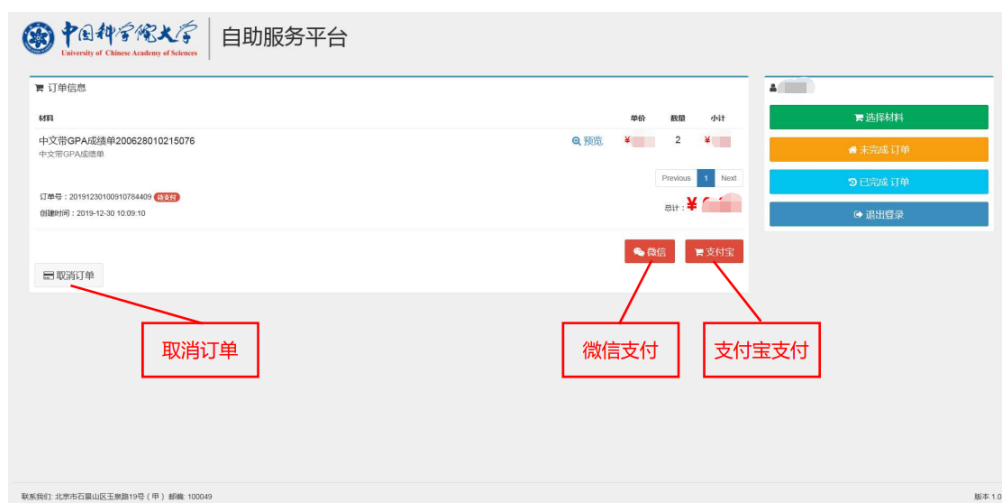 中国科学院大学
University of Chinese Academy of Sciences
自助服务平台
订单信息
材料 单价 数量 小计
中文带GPA成绩单200628010215076 预览 ¥ 2 ¥
中文带GPA成绩单
Previous 1 Next
订单号:20191230100910784409 待支付
总计:¥
创建时间:2019-12-30 10:09:10
微信 支付宝
取消订单
选择材料
未完成订单
已完成订单
退出登录
取消订单 微信支付 支付宝支付
联系我们: 北京市石景山区玉泉路19号(甲) 邮编: 100049
版本 1.0